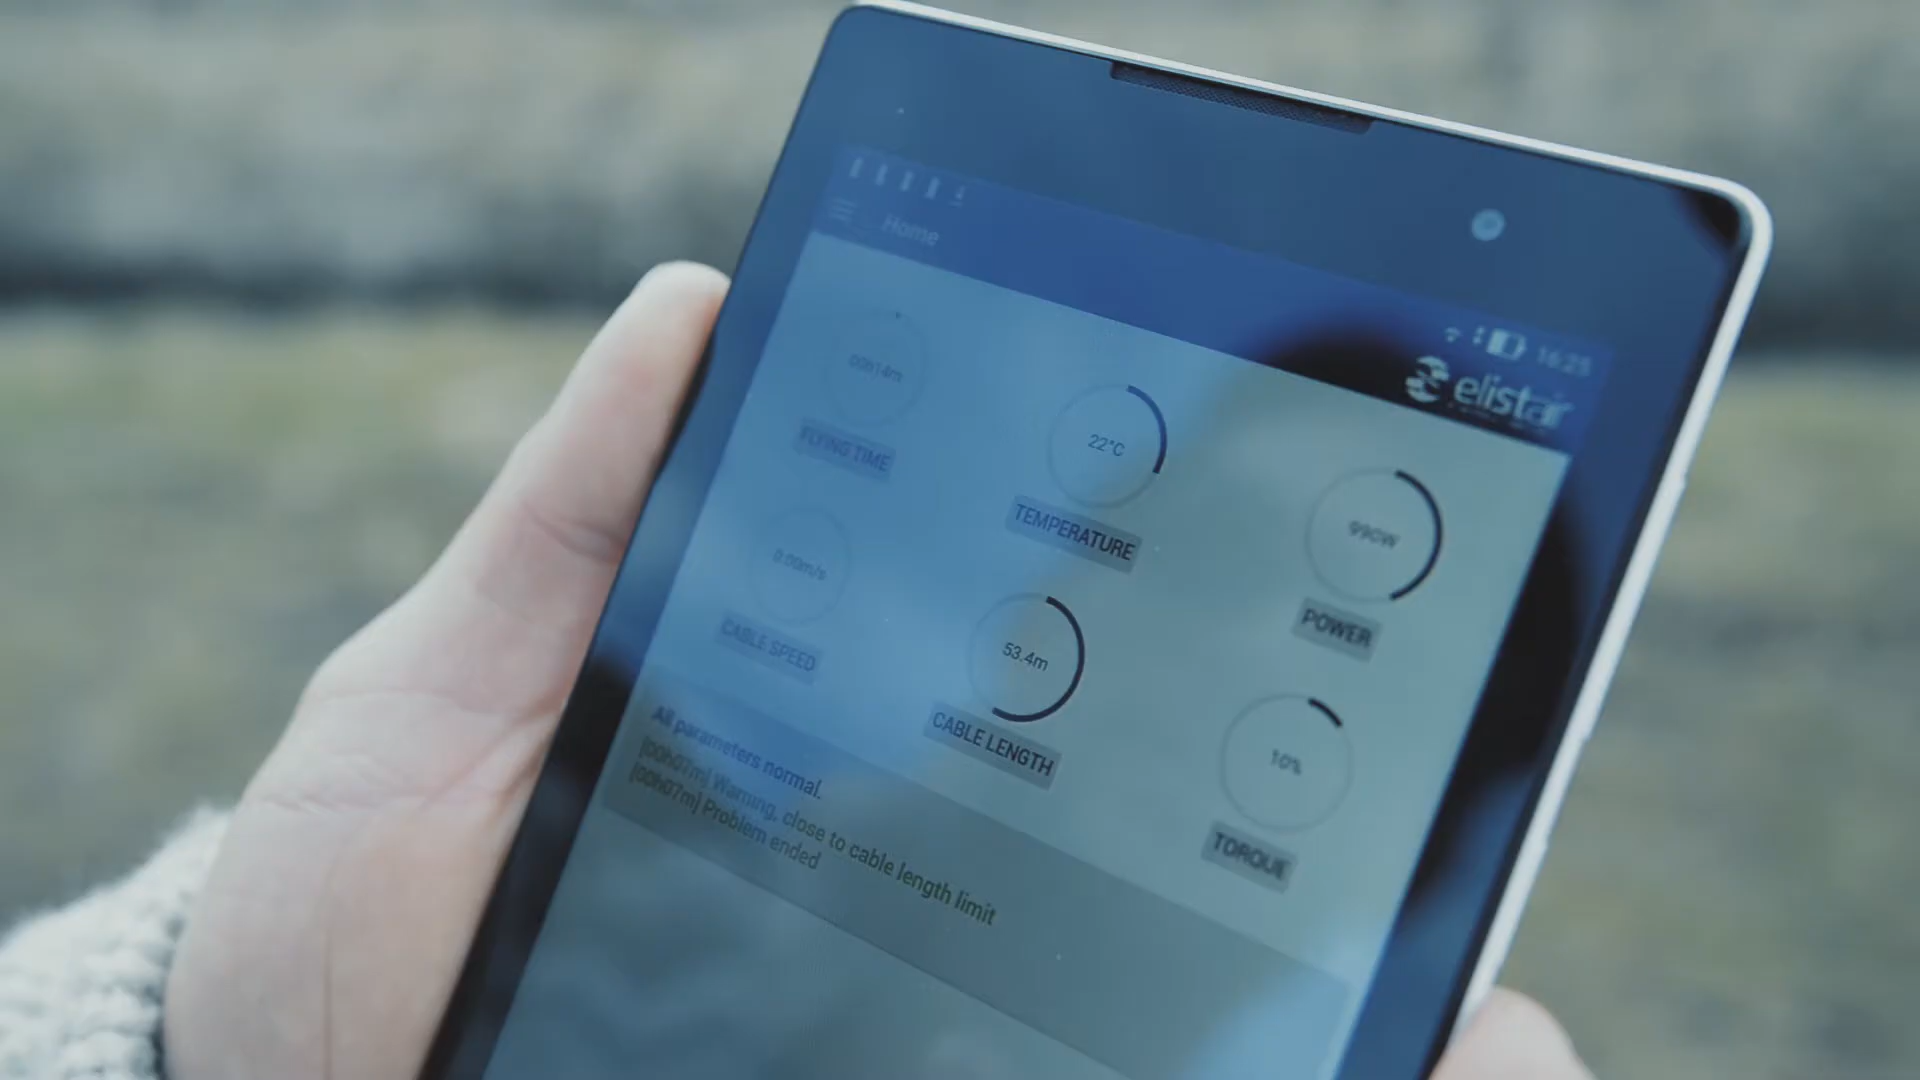 Home
16:25
elistair
00h14m
FLYING TIME
22°C
TEMPERATURE
990W
POWER
0.00m/s
CABLE SPEED
53.4m
CABLE LENGTH
10%
TORQUE
All parameters normal.
[00h07m] Warning, close to cable length limit
[00h07m] Problem ended